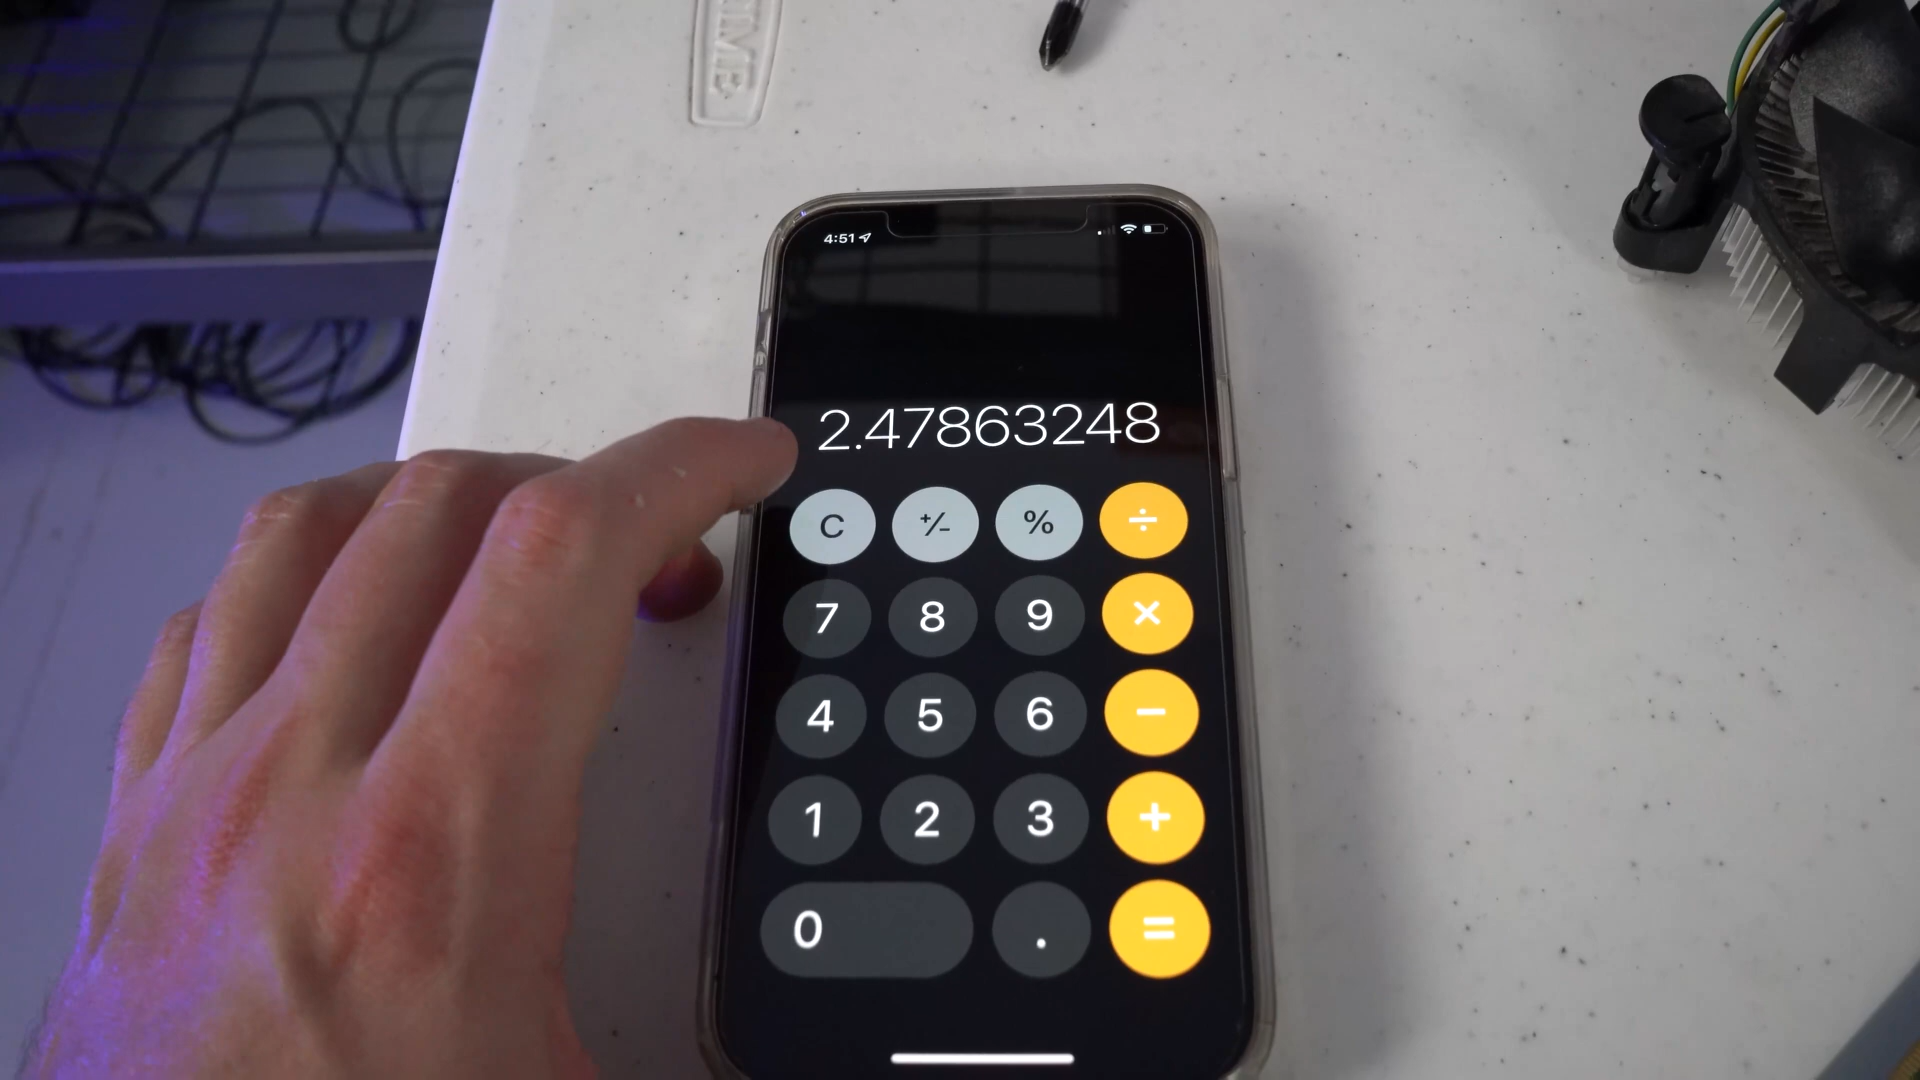 4:51
2.47863248
C +/- % ÷
7 8 9 ×
4 5 6 −
1 2 3 +
0 . =